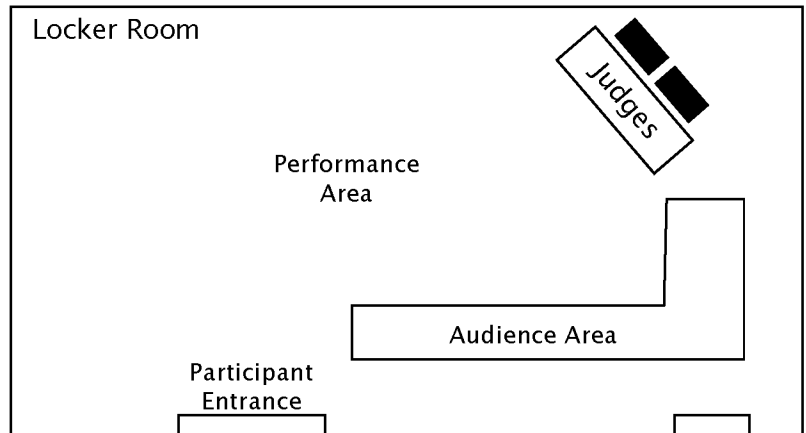 Locker Room
Judges
Performance
Area
Audience Area
Participant
Entrance